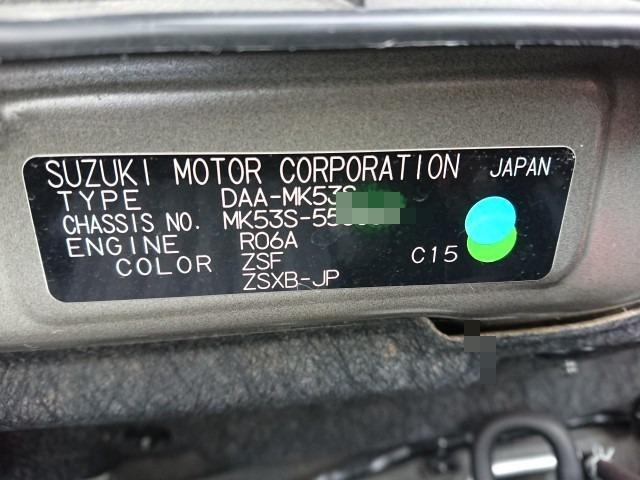 SUZUKI MOTOR CORPORATION JAPAN
TYPE DAA-MK53S
CHASSIS NO. MK53S-55
ENGINE R06A
COLOR ZSF C15
ZSXB-JP